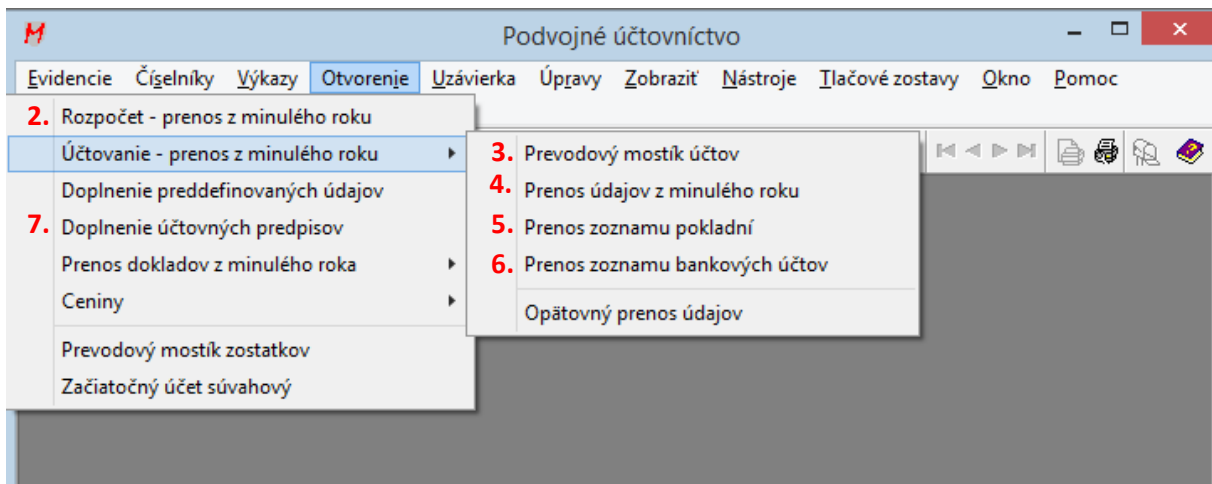 Podvojné účtovníctvo
Evidencie Číselníky Výkazy Otvorenie Uzávierka Úpravy Zobraziť Nástroje Tlačové zostavy Okno Pomoc
2. Rozpočet - prenos z minulého roku
Účtovanie - prenos z minulého roku
Doplnenie preddefinovaných údajov
7. Doplnenie účtovných predpisov
Prenos dokladov z minulého roka
Ceniny
Prevodový mostík zostatkov
Začiatočný účet súvahový
3. Prevodový mostík účtov
4. Prenos údajov z minulého roku
5. Prenos zoznamu pokladní
6. Prenos zoznamu bankových účtov
Opätovný prenos údajov